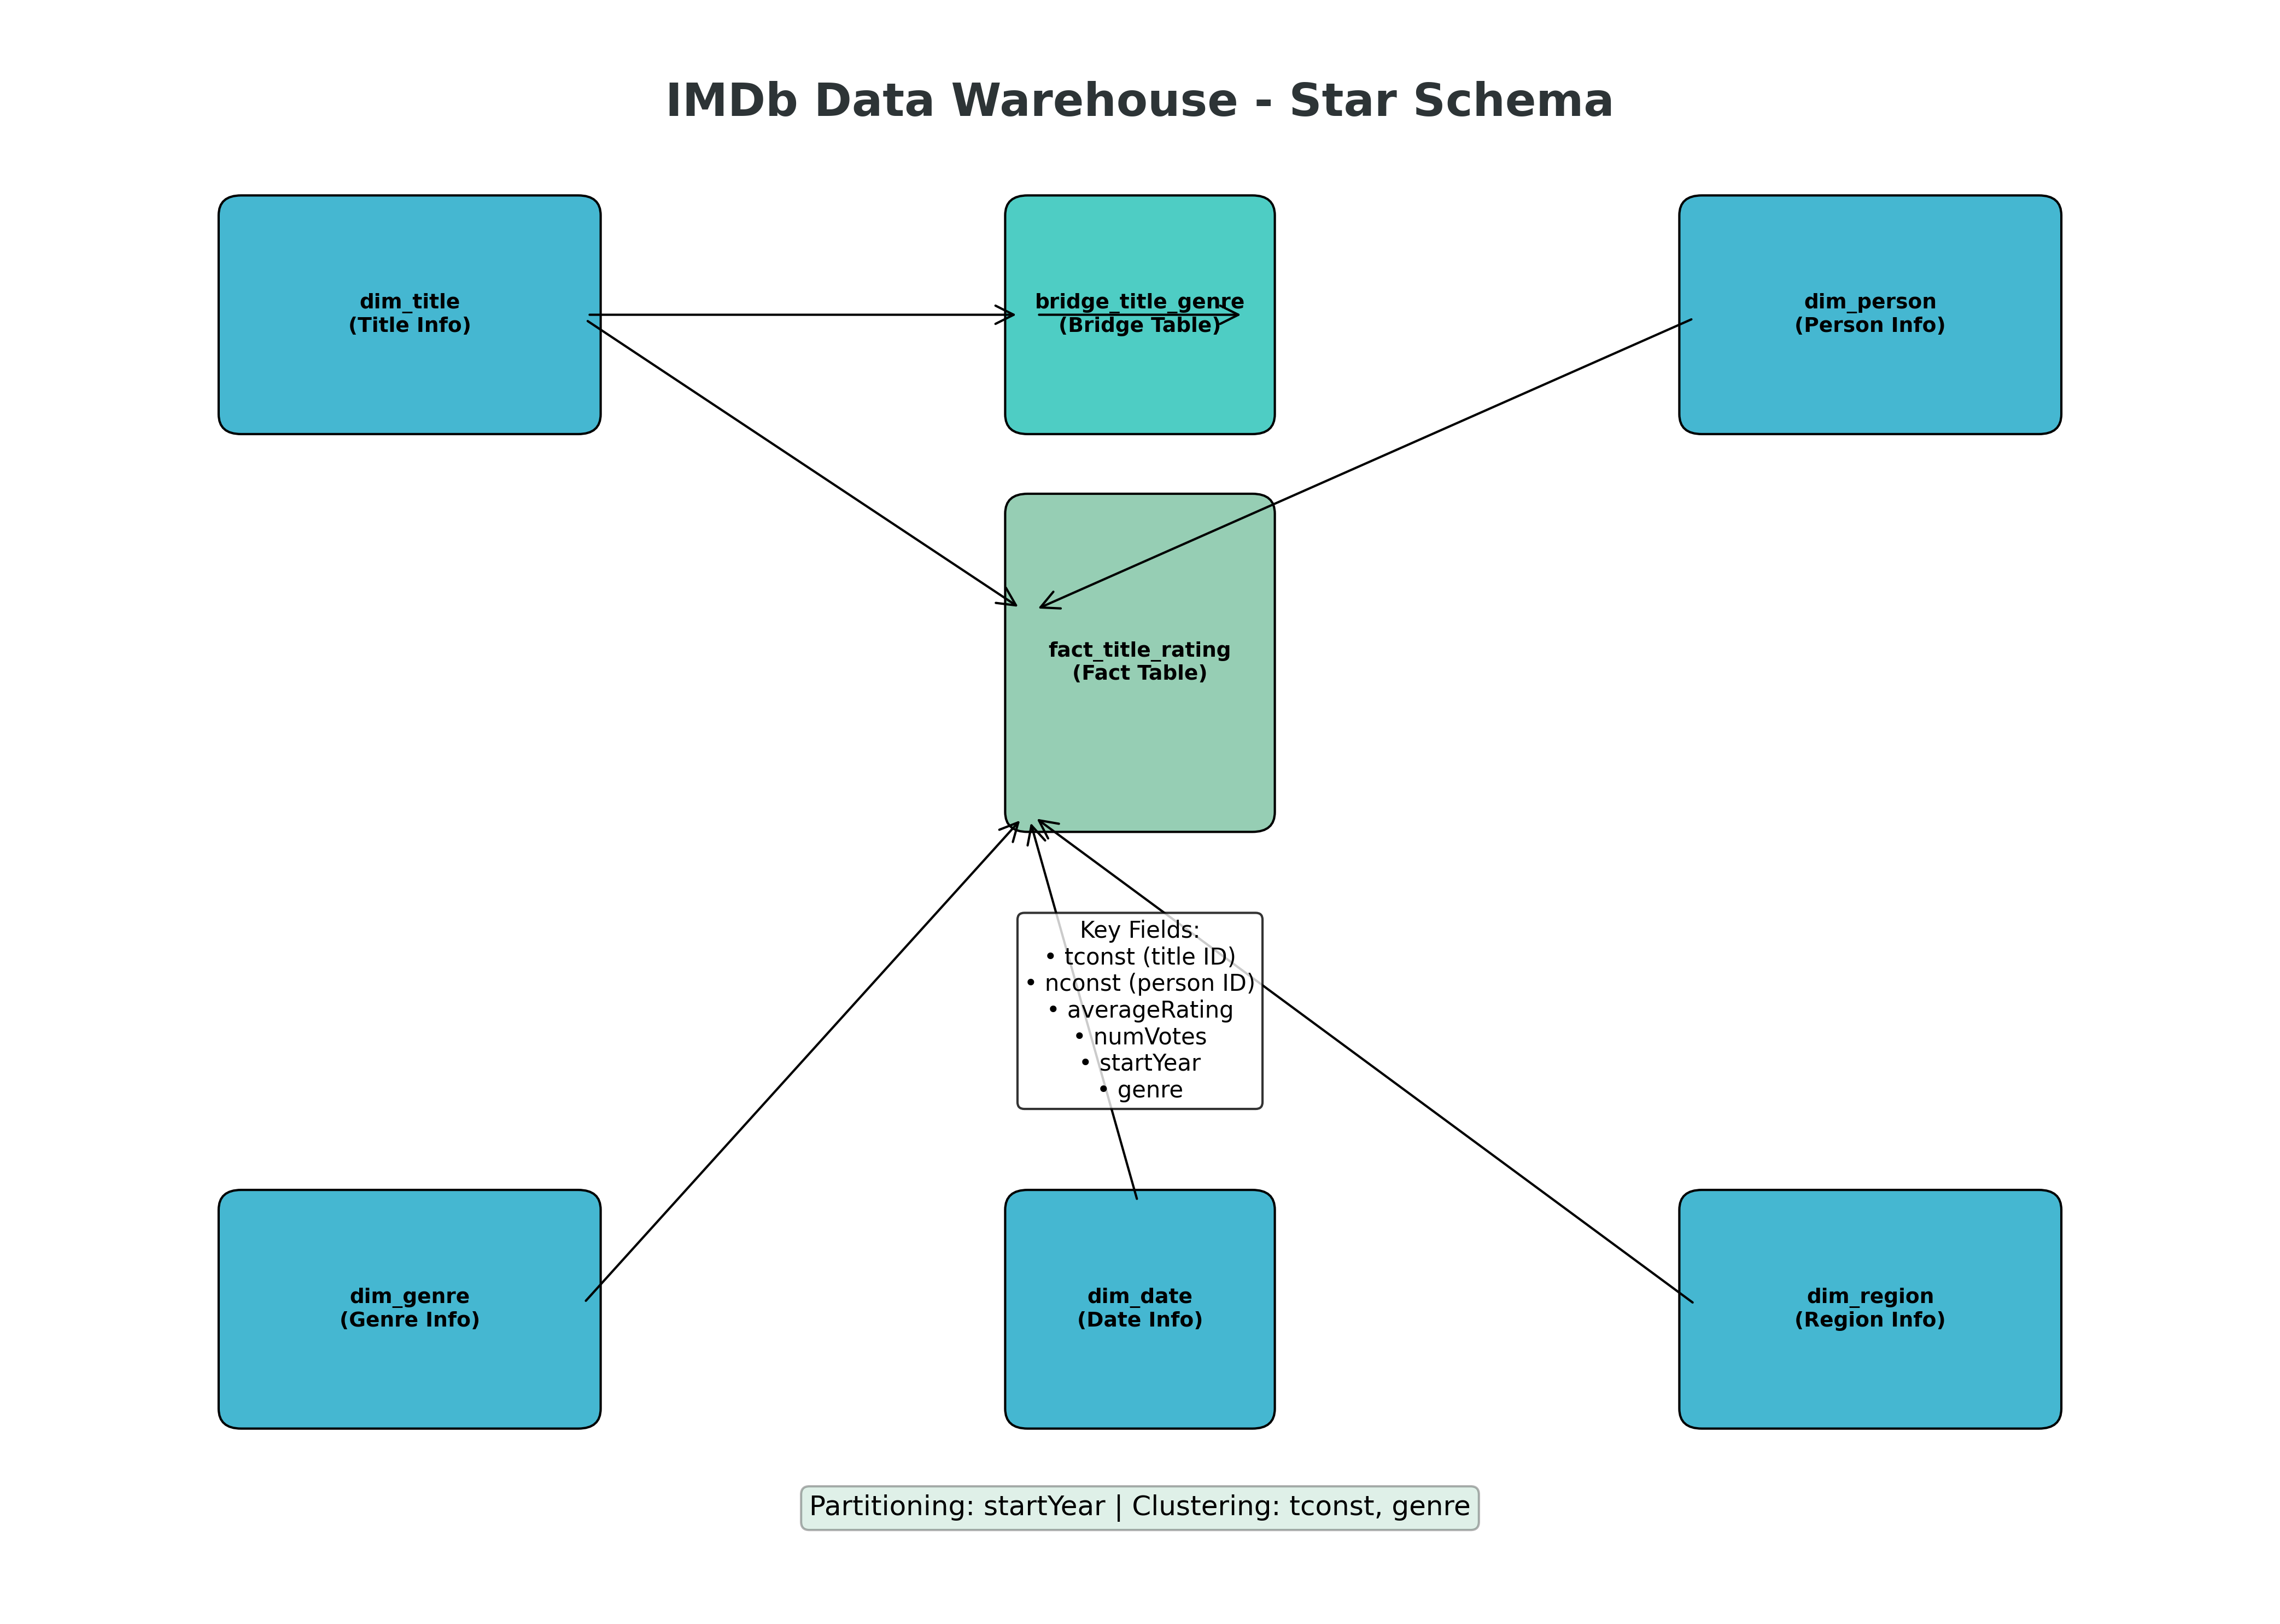 IMDb Data Warehouse - Star Schema
dim_title
(Title Info)
bridge_title_genre
(Bridge Table)
dim_person
(Person Info)
fact_title_rating
(Fact Table)
Key Fields:
• tconst (title ID)
• nconst (person ID)
• averageRating
• numVotes
• startYear
• genre
dim_genre
(Genre Info)
dim_date
(Date Info)
dim_region
(Region Info)
Partitioning: startYear | Clustering: tconst, genre